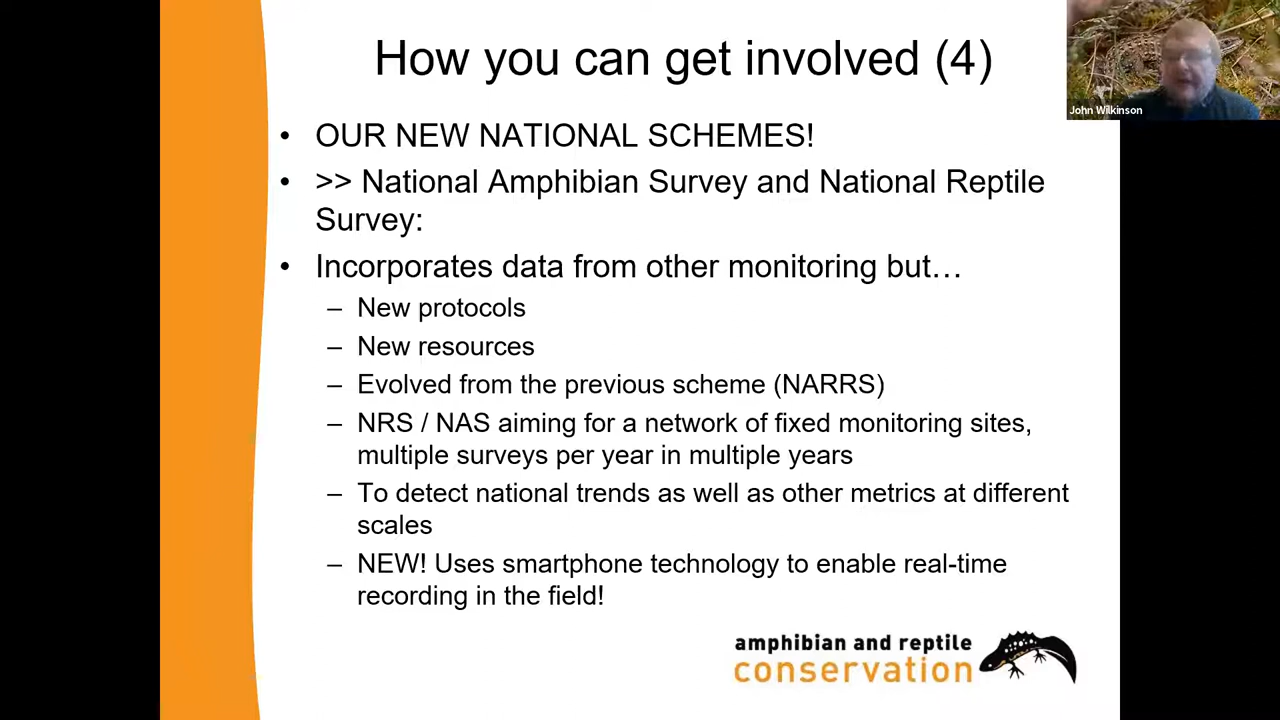 How you can get involved (4)
John Wilkinson
• OUR NEW NATIONAL SCHEMES!
• >> National Amphibian Survey and National Reptile
Survey:
• Incorporates data from other monitoring but…
– New protocols
– New resources
– Evolved from the previous scheme (NARRS)
– NRS / NAS aiming for a network of fixed monitoring sites,
multiple surveys per year in multiple years
– To detect national trends as well as other metrics at different
scales
– NEW! Uses smartphone technology to enable real-time
recording in the field!
amphibian and reptile
conservation